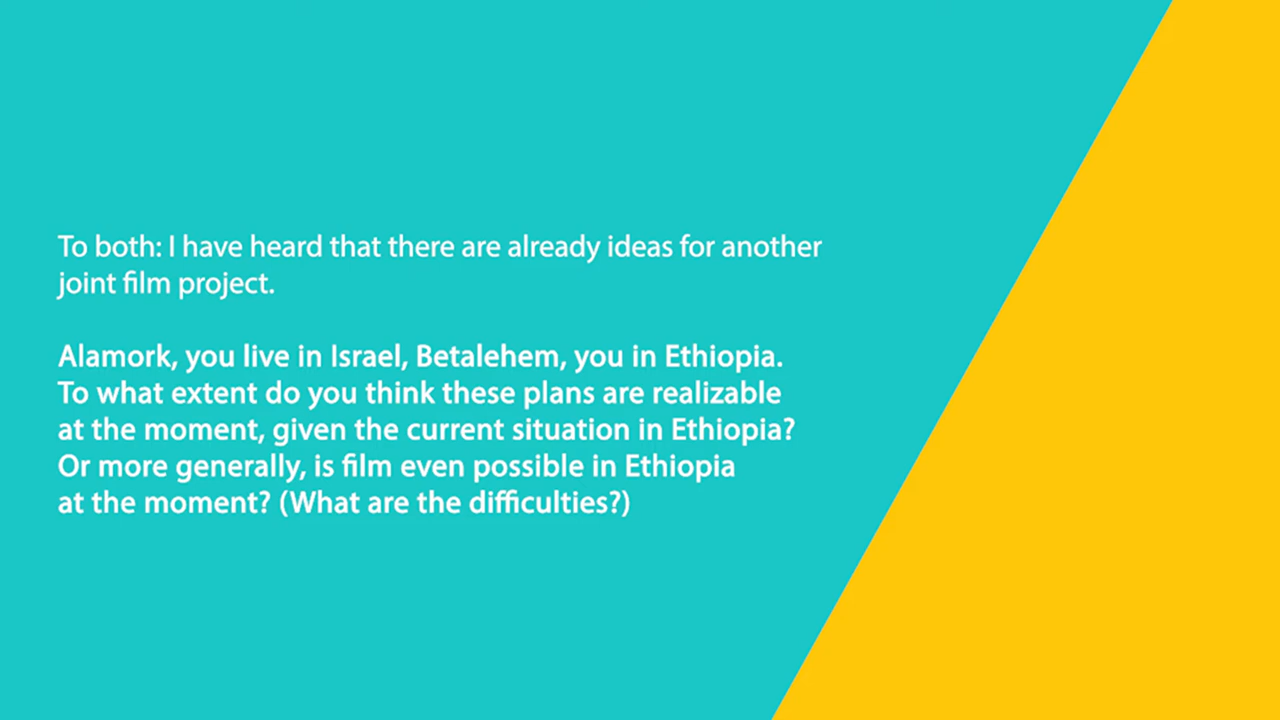 To both: I have heard that there are already ideas for another
joint film project.
Alamork, you live in Israel, Betalehem, you in Ethiopia.
To what extent do you think these plans are realizable
at the moment, given the current situation in Ethiopia?
Or more generally, is film even possible in Ethiopia
at the moment? (What are the difficulties?)